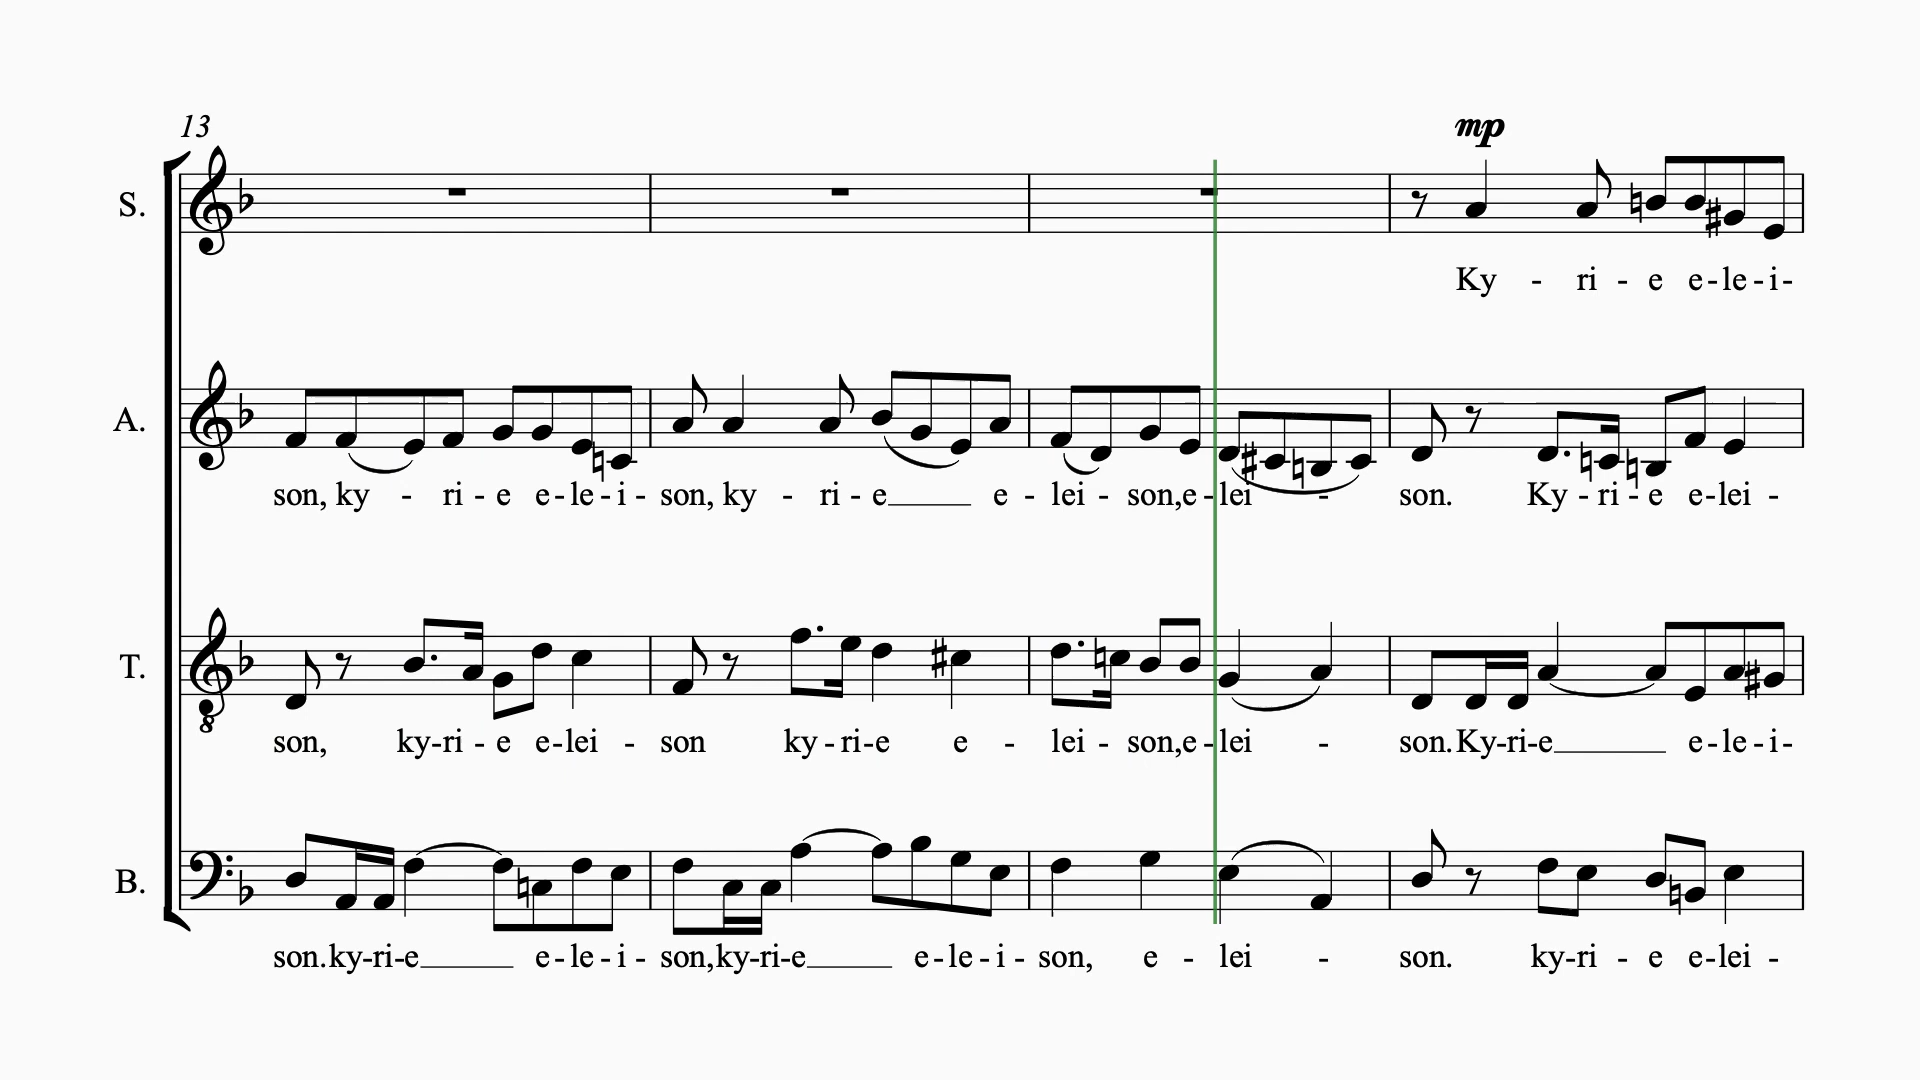 13
mp
S.
Ky - ri - e e-le-i-
A.
son, ky - ri - e e-le-i- son, ky - ri - e e - lei - son,e-lei - son. Ky - ri - e e-lei -
8
T.
son, ky-ri - e e-lei - son ky-ri-e e - lei - son,e-lei - son.Ky-ri-e e-le-i-
B.
son.ky-ri-e e-le-i- son,ky-ri-e e-le-i- son, e - lei - son. ky-ri - e e-lei -